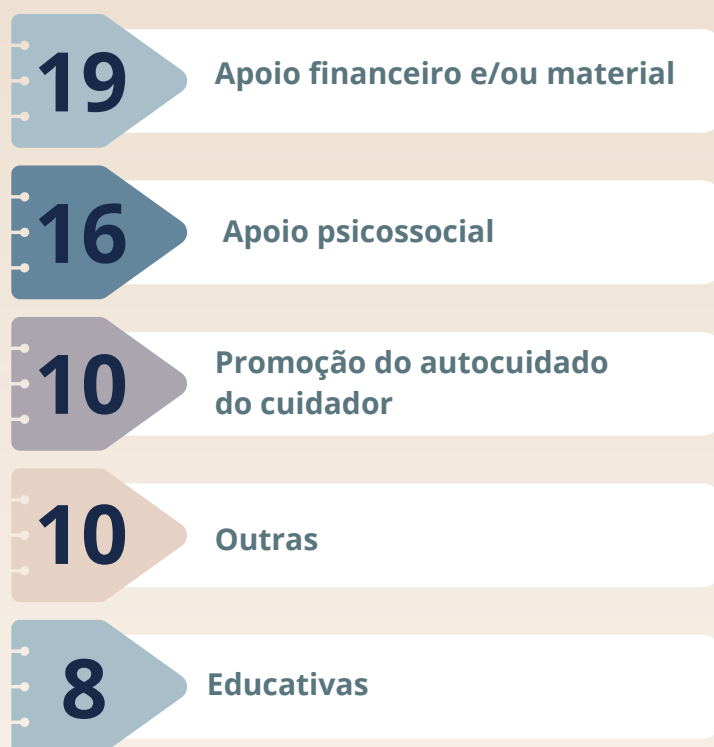 19
Apoio financeiro e/ou material
16
Apoio psicossocial
10
Promoção do autocuidado
do cuidador
10
Outras
8
Educativas